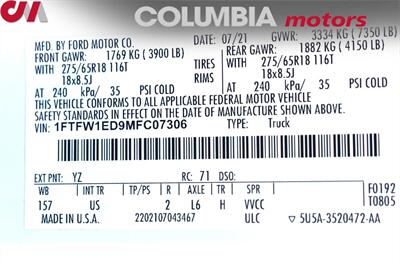 CM COLUMBIA motors
MFD. BY FORD MOTOR CO.
DATE: 07/21 GVWR: 3334 KG (7350 LB)
FRONT GAWR: 1769 KG (3900 LB)
REAR GAWR: 1882 KG (4150 LB)
WITH 275/65R18 116T TIRES WITH 275/65R18 116T
18x8.5J RIMS 18x8.5J
AT 240 kPa/ 35 PSI COLD AT 240 kPa/ 35 PSI COLD
THIS VEHICLE CONFORMS TO ALL APPLICABLE FEDERAL MOTOR VEHICLE
SAFETY STANDARDS IN EFFECT ON THE DATE OF MANUFACTURE SHOWN ABOVE.
VIN: 1FTFW1ED9MFC07306 TYPE: Truck
EXT PNT: YZ RC: 71 DSO: F0192
WB INT TR TP/PS R AXLE TR SPR T0805
157 US 2 L6 H VVCC
MADE IN U.S.A. 2202107043467 ULC ▽ 5U5A-3520472-AA